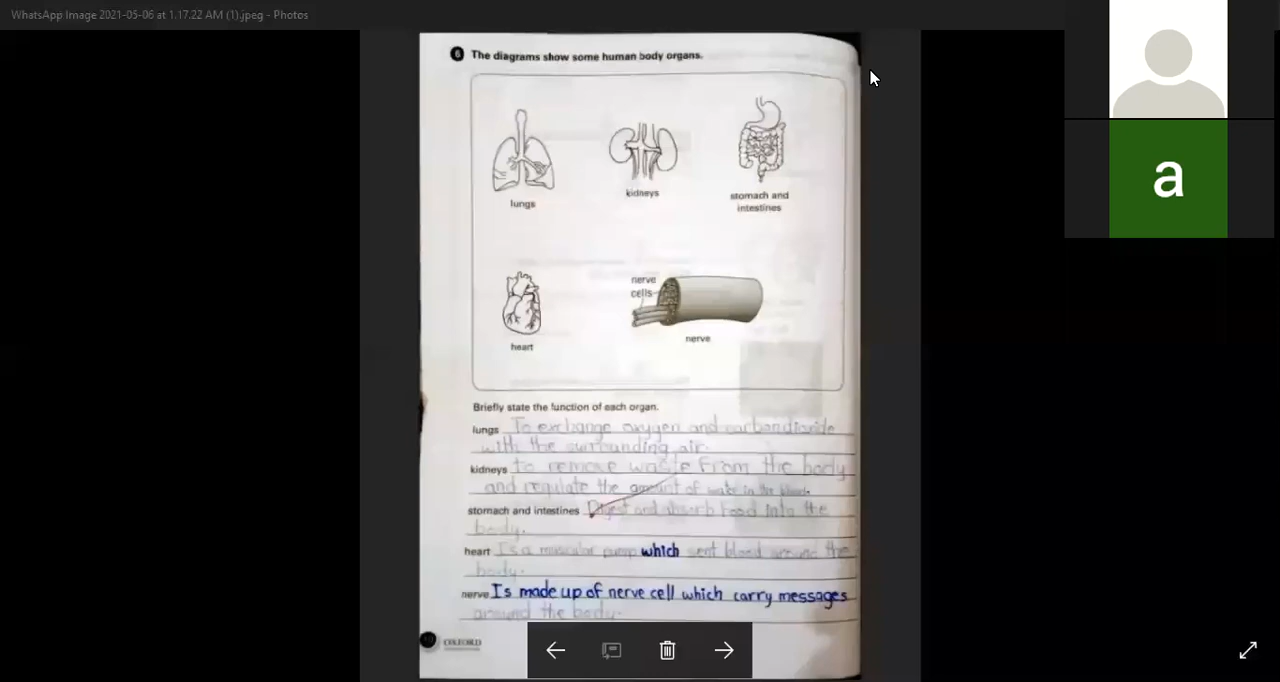 WhatsApp Image 2021-05-06 at 1.17.22 AM (1).jpeg - Photos
a
6 The diagrams show some human body organs.
lungs
kidneys
stomach and
intestines
nerve
cells
heart
nerve
Briefly state the function of each organ.
lungs To exchange oxygen and carbondioxide
with the surrounding air.
kidneys to remove waste from the body
and regulate the amount of water in the blood.
stomach and intestines Digest and absorb food into the
body.
heart Is a muscular pump which sent blood around the
body.
nerve Is made up of nerve cell which carry messages
around the body.
OXFORD